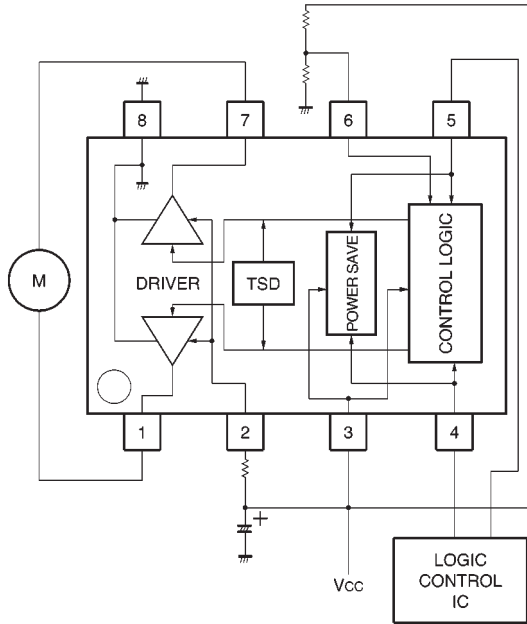 8
7
6
5
M
DRIVER
TSD
POWER SAVE
CONTROL LOGIC
1
2
3
4
+
VCC
LOGIC
CONTROL
IC